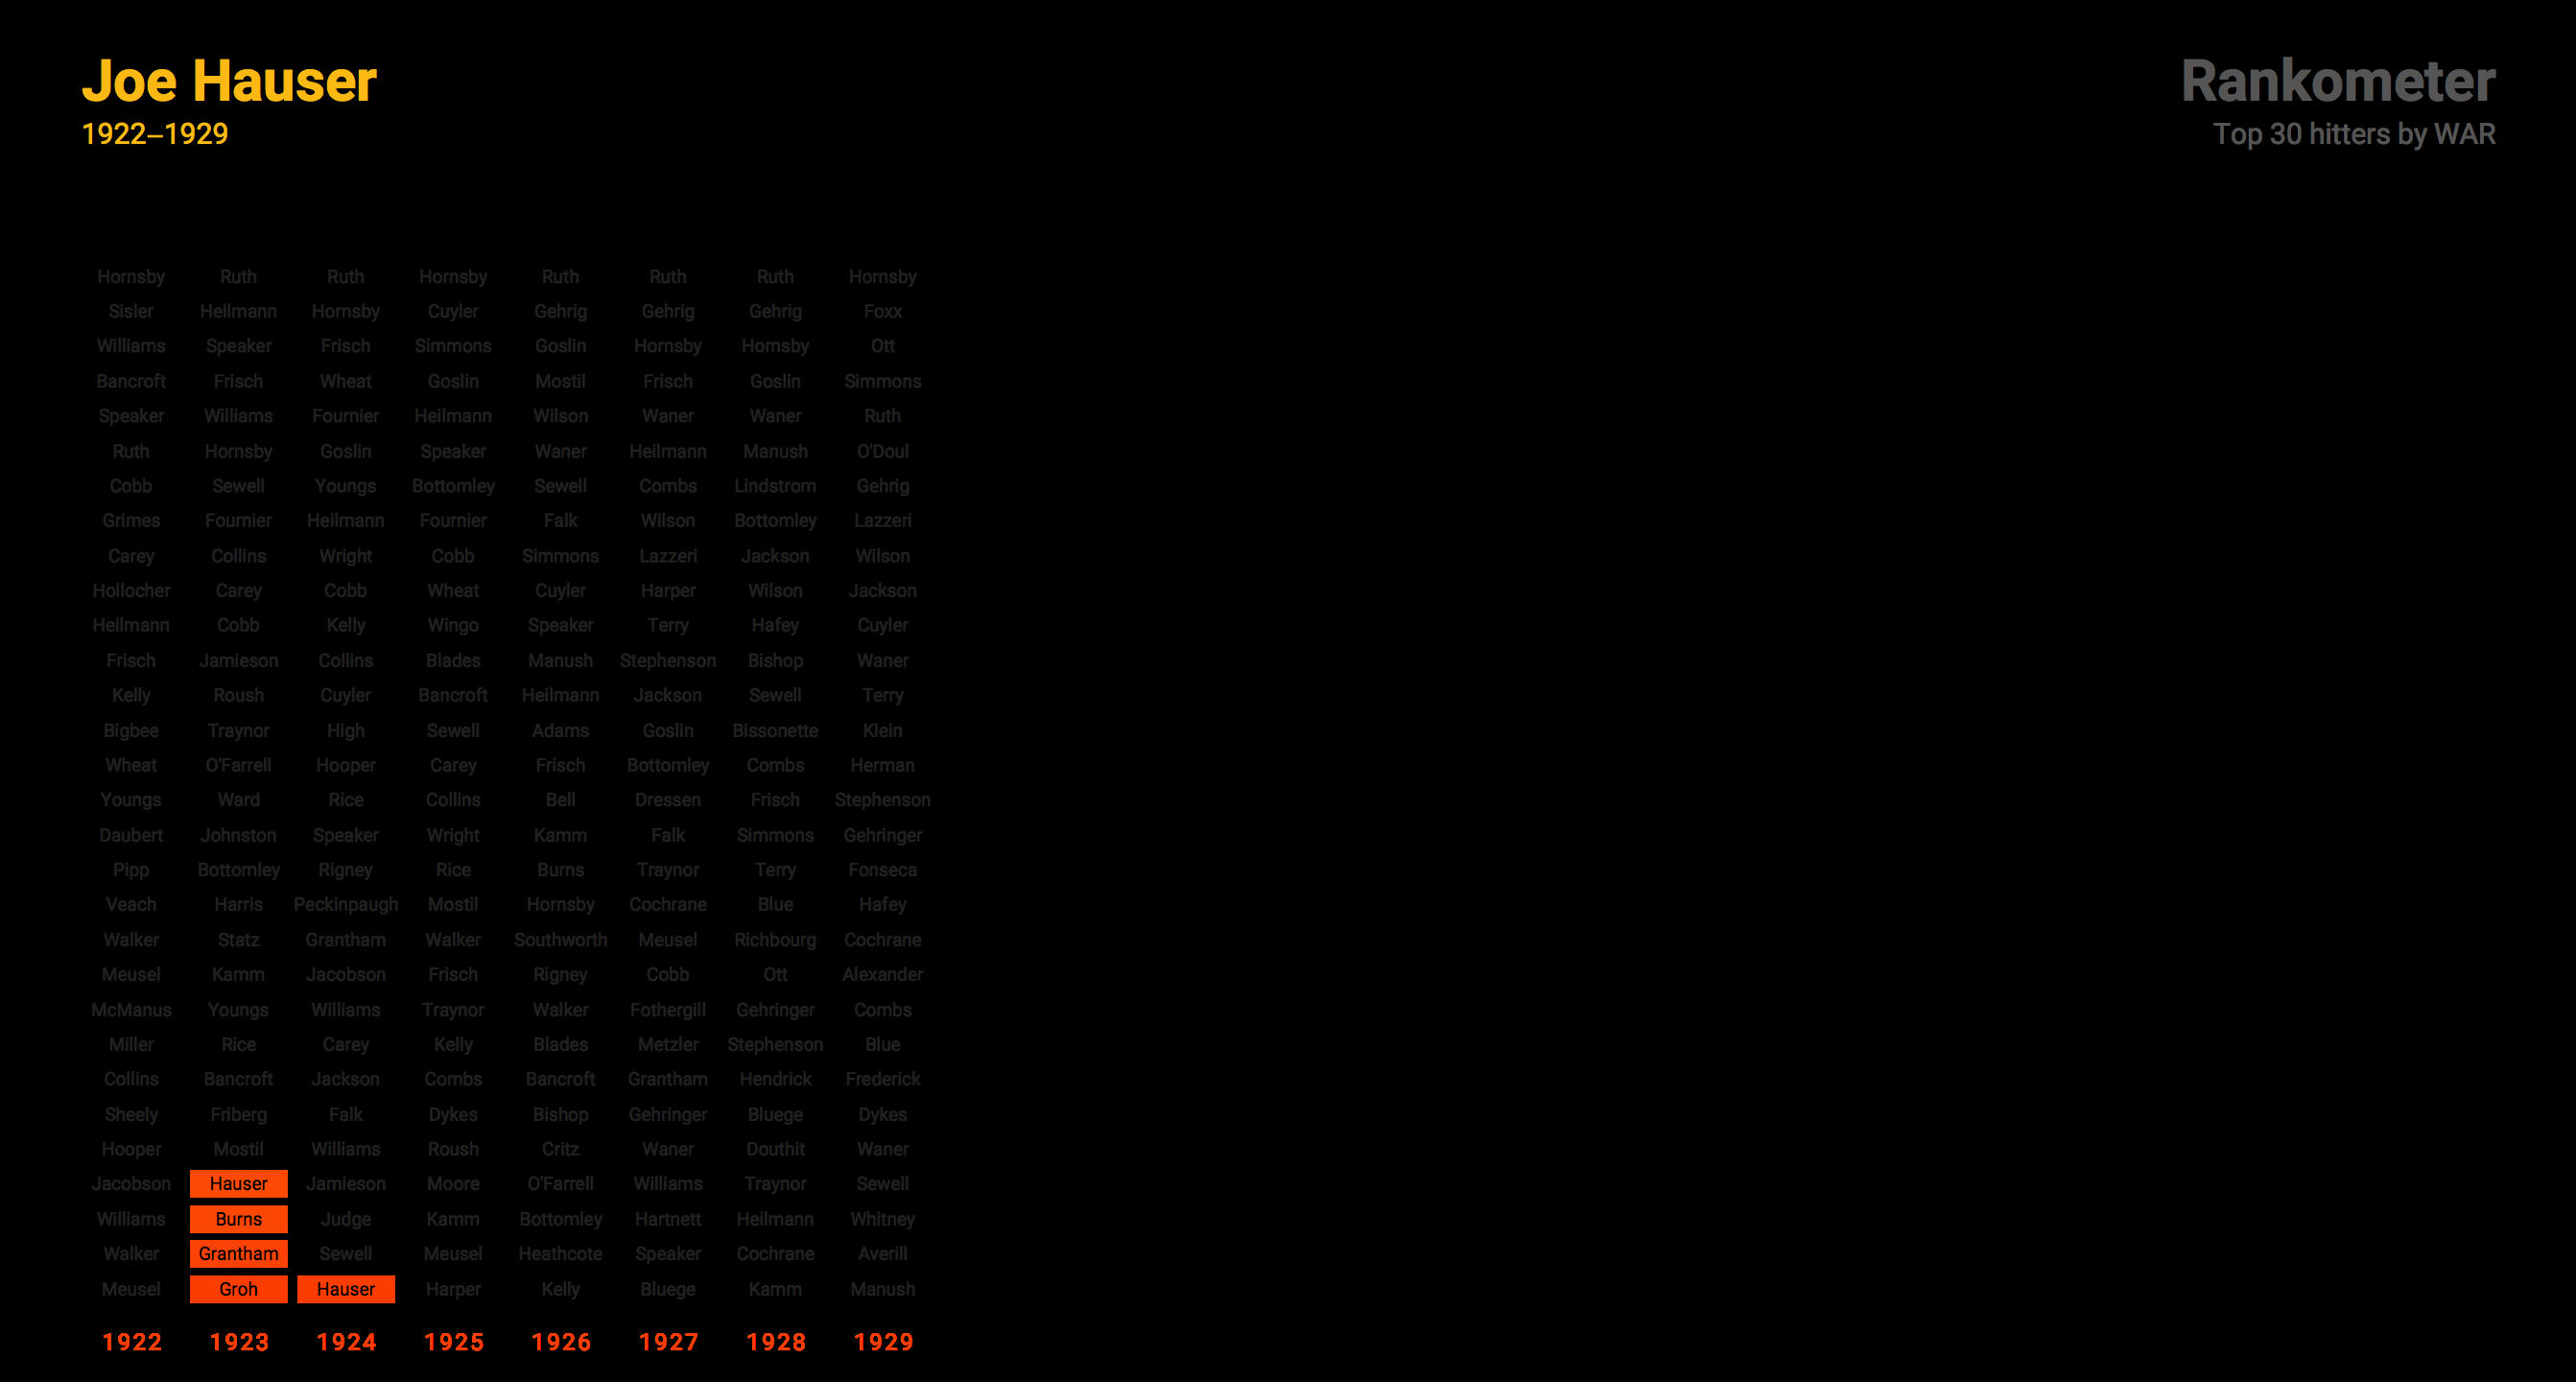 Joe Hauser
1922–1929
Rankometer
Top 30 hitters by WAR
Hornsby Ruth Ruth Hornsby Ruth Ruth Ruth Hornsby
Sisler Heilmann Hornsby Cuyler Gehrig Gehrig Gehrig Foxx
Williams Speaker Frisch Simmons Goslin Hornsby Hornsby Ott
Bancroft Frisch Wheat Goslin Mostil Frisch Goslin Simmons
Speaker Williams Fournier Heilmann Wilson Waner Waner Ruth
Ruth Hornsby Goslin Speaker Waner Heilmann Manush O'Doul
Cobb Sewell Youngs Bottomley Sewell Combs Lindstrom Gehrig
Grimes Fournier Heilmann Fournier Falk Wilson Bottomley Lazzeri
Carey Collins Wright Cobb Simmons Lazzeri Jackson Wilson
Hollocher Carey Cobb Wheat Cuyler Harper Wilson Jackson
Heilmann Cobb Kelly Wingo Speaker Terry Hafey Cuyler
Frisch Jamieson Collins Blades Manush Stephenson Bishop Waner
Kelly Roush Cuyler Bancroft Heilmann Jackson Sewell Terry
Bigbee Traynor High Sewell Adams Goslin Bissonette Klein
Wheat O'Farrell Hooper Carey Frisch Bottomley Combs Herman
Youngs Ward Rice Collins Bell Dressen Frisch Stephenson
Daubert Johnston Speaker Wright Kamm Falk Simmons Gehringer
Pipp Bottomley Rigney Rice Burns Traynor Terry Fonseca
Veach Harris Peckinpaugh Mostil Hornsby Cochrane Blue Hafey
Walker Statz Grantham Walker Southworth Meusel Richbourg Cochrane
Meusel Kamm Jacobson Frisch Rigney Cobb Ott Alexander
McManus Youngs Williams Traynor Walker Fothergill Gehringer Combs
Miller Rice Carey Kelly Blades Metzler Stephenson Blue
Collins Bancroft Jackson Combs Bancroft Grantham Hendrick Frederick
Sheely Friberg Falk Dykes Bishop Gehringer Bluege Dykes
Hooper Mostil Williams Roush Critz Waner Douthit Waner
Jacobson Hauser Jamieson Moore O'Farrell Williams Traynor Sewell
Williams Burns Judge Kamm Bottomley Hartnett Heilmann Whitney
Walker Grantham Sewell Meusel Heathcote Speaker Cochrane Averill
Meusel Groh Hauser Harper Kelly Bluege Kamm Manush
1922 1923 1924 1925 1926 1927 1928 1929